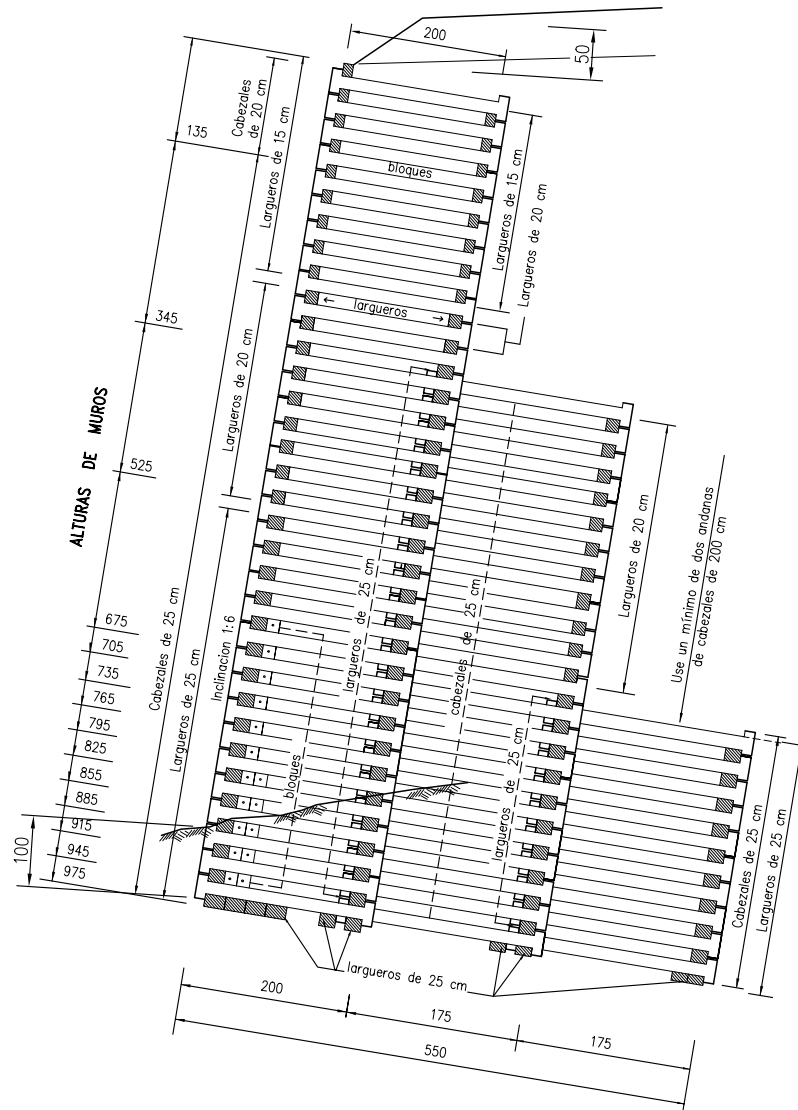 200
50
Cabezales
de 20 cm
Largueros de 15 cm
135
bloques
Largueros de 15 cm
Largueros de 20 cm
345
largueros
Largueros de 20 cm
ALTURAS DE MUROS
525
Largueros de 20 cm
Use un mínimo de dos andanas
de cabezales de 200 cm
Cabezales de 25 cm
Largueros de 25 cm
Inclinacion 1:6
largueros de 25 cm
cabezales de 25 cm
675
705
735
765
795
825
855
885
915
945
975
100
bloques
largueros de 25 cm
Cabezales de 25 cm
Largueros de 25 cm
largueros de 25 cm
200
175
175
550